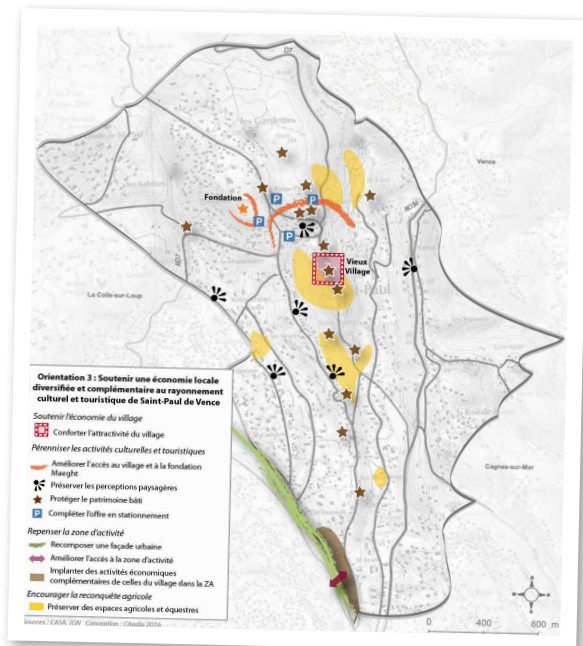 D7
les Gardettes
Vence
les Salettes
Fondation
P
P
P
P
RD36
RD7
Vieux
Village
La Colle-sur-Loup
Cagnes-sur-Mer
Orientation 3 : Soutenir une économie locale
diversifiée et complémentaire au rayonnement
culturel et touristique de Saint-Paul de Vence
Soutenir l'économie du village
Conforter l'attractivité du village
Pérenniser les activités culturelles et touristiques
Améliorer l'accès au village et à la fondation
Maeght
Préserver les perceptions paysagères
Protéger le patrimoine bâti
P
Compléter l'offre en stationnement
Repenser la zone d'activité
Recomposer une façade urbaine
Améliorer l'accès à la zone d'activité
Implanter des activités économiques
complémentaires de celles du village dans la ZA
Encourager la reconquête agricole
Préserver des espaces agricoles et équestres
Sources : CASA, IGN Conception : Citadia 2016
0 400 800 m